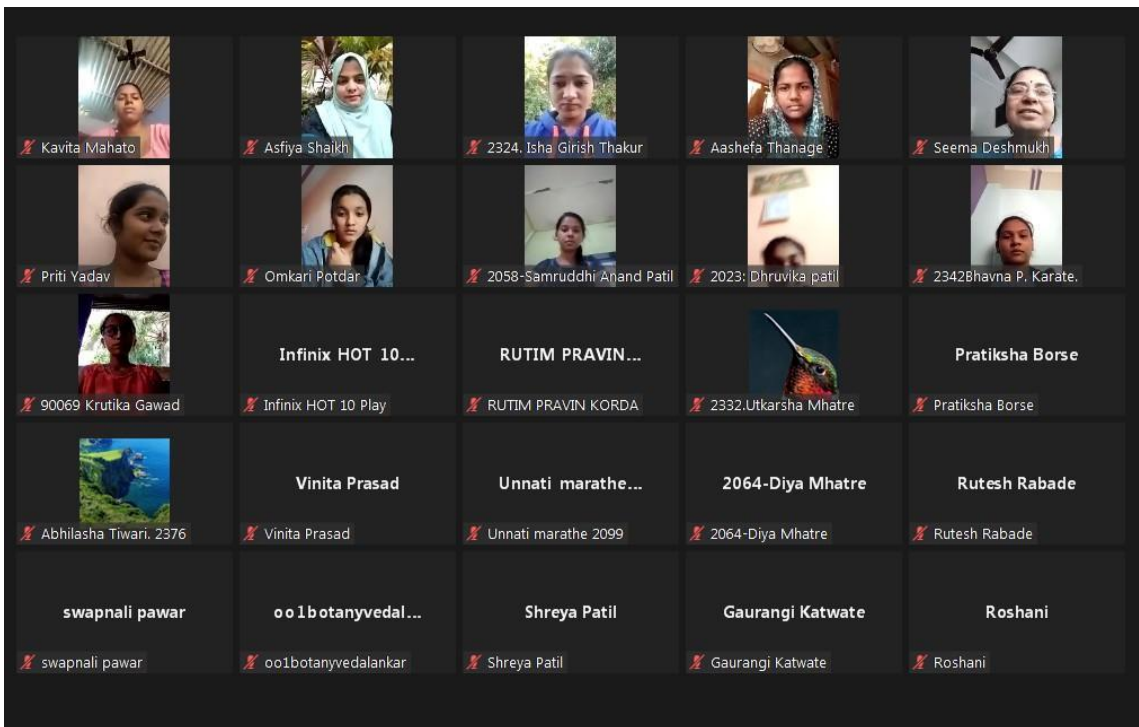 Kavita Mahato
Asfiya Shaikh
2324. Isha Girish Thakur
Aashefa Thanage
Seema Deshmukh
Priti Yadav
Omkari Potdar
2058-Samruddhi Anand Patil
2023: Dhruvika patil
2342Bhavna P. Karate.
90069 Krutika Gawad
Infinix HOT 10...
Infinix HOT 10 Play
RUTIM PRAVIN...
RUTIM PRAVIN KORDA
2332.Utkarsha Mhatre
Pratiksha Borse
Pratiksha Borse
Abhilasha Tiwari. 2376
Vinita Prasad
Vinita Prasad
Unnati marathe...
Unnati marathe 2099
2064-Diya Mhatre
2064-Diya Mhatre
Rutesh Rabade
Rutesh Rabade
swapnali pawar
swapnali pawar
oo1botanyvedal...
oo1botanyvedalankar
Shreya Patil
Shreya Patil
Gaurangi Katwate
Gaurangi Katwate
Roshani
Roshani